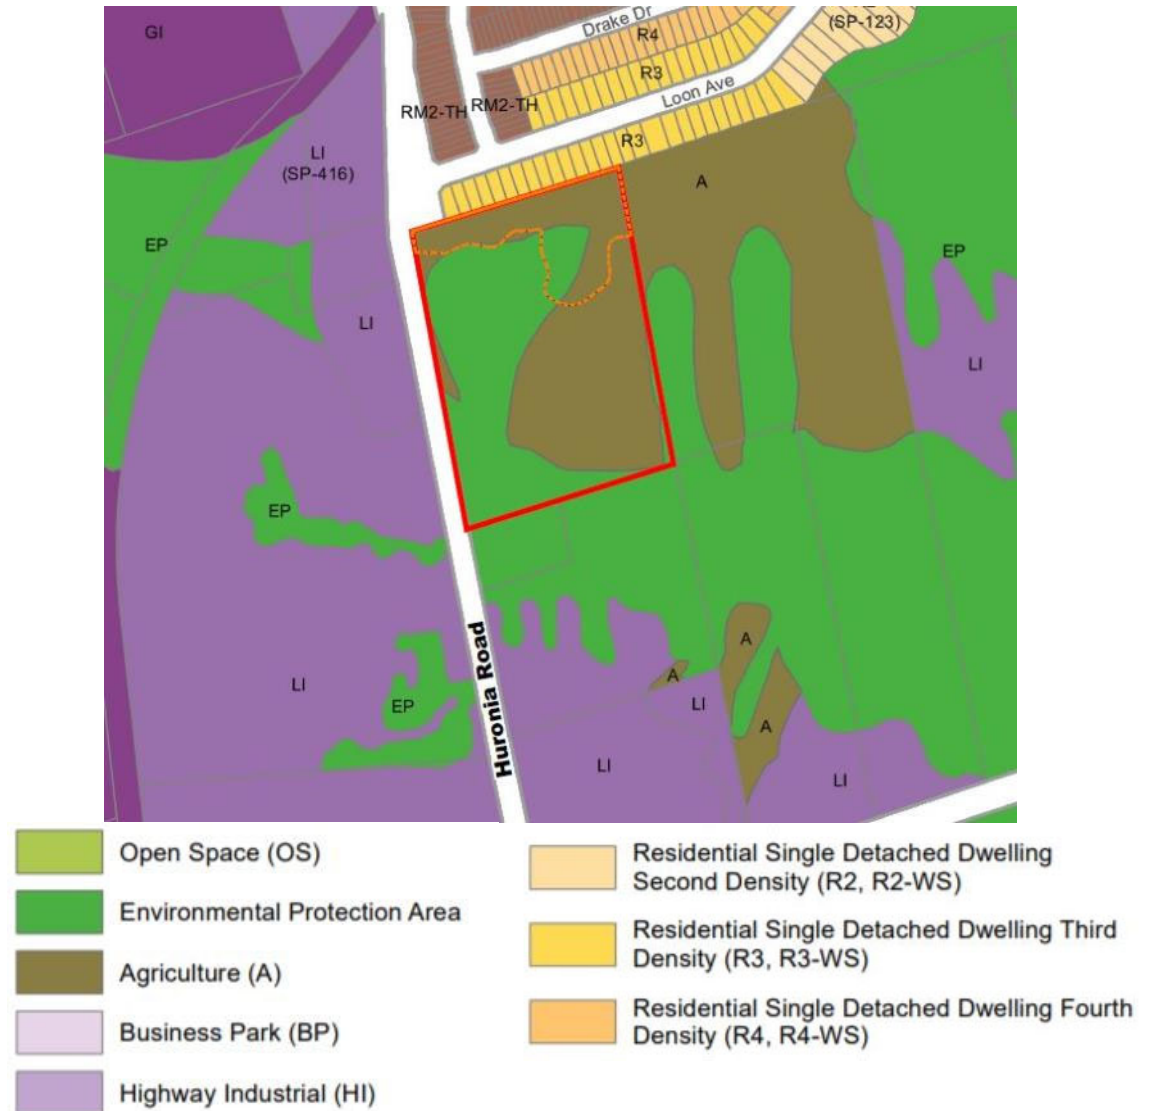 GI
Drake Dr
(SP-123)
R4
R3
Loon Ave
RM2-TH
RM2-TH
R3
LI
(SP-416)
A
EP
EP
LI
LI
EP
A
A
LI
EP
LI
A
LI
LI
Huronia Road
Open Space (OS)
Environmental Protection Area
Agriculture (A)
Business Park (BP)
Highway Industrial (HI)
Residential Single Detached Dwelling
Second Density (R2, R2-WS)
Residential Single Detached Dwelling Third
Density (R3, R3-WS)
Residential Single Detached Dwelling Fourth
Density (R4, R4-WS)